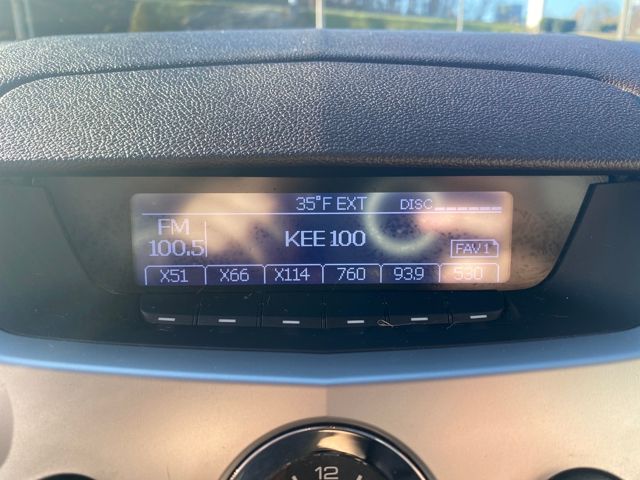 35°F EXT DISC
FM
100.5
KEE 100
FAV 1
X51 X66 X114 760 93.9 530
12